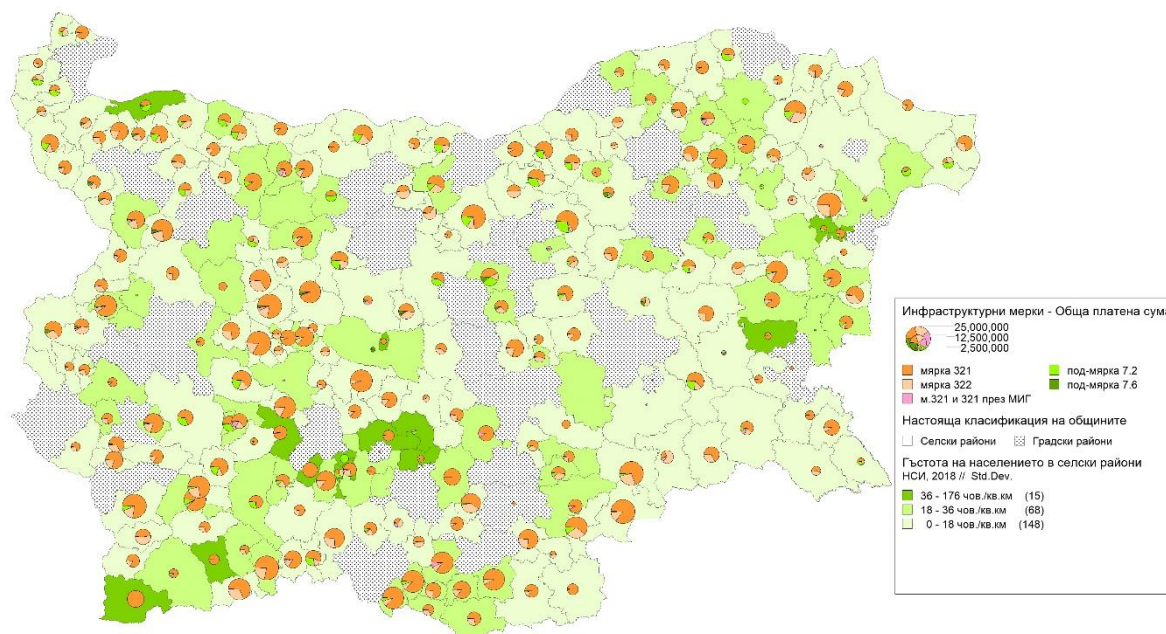 Инфраструктурни мерки - Обща платена сума
25,000,000
12,500,000
2,500,000
мярка 321
под-мярка 7.2
мярка 322
под-мярка 7.6
м.321 и 321 през МИГ
Настояща класификация на общините
Селски райони
Градски райони
Гъстота на населението в селски райони
НСИ, 2018 // Std.Dev.
36 - 176 чов./кв.км (15)
18 - 36 чов./кв.км (68)
0 - 18 чов./кв.км (148)